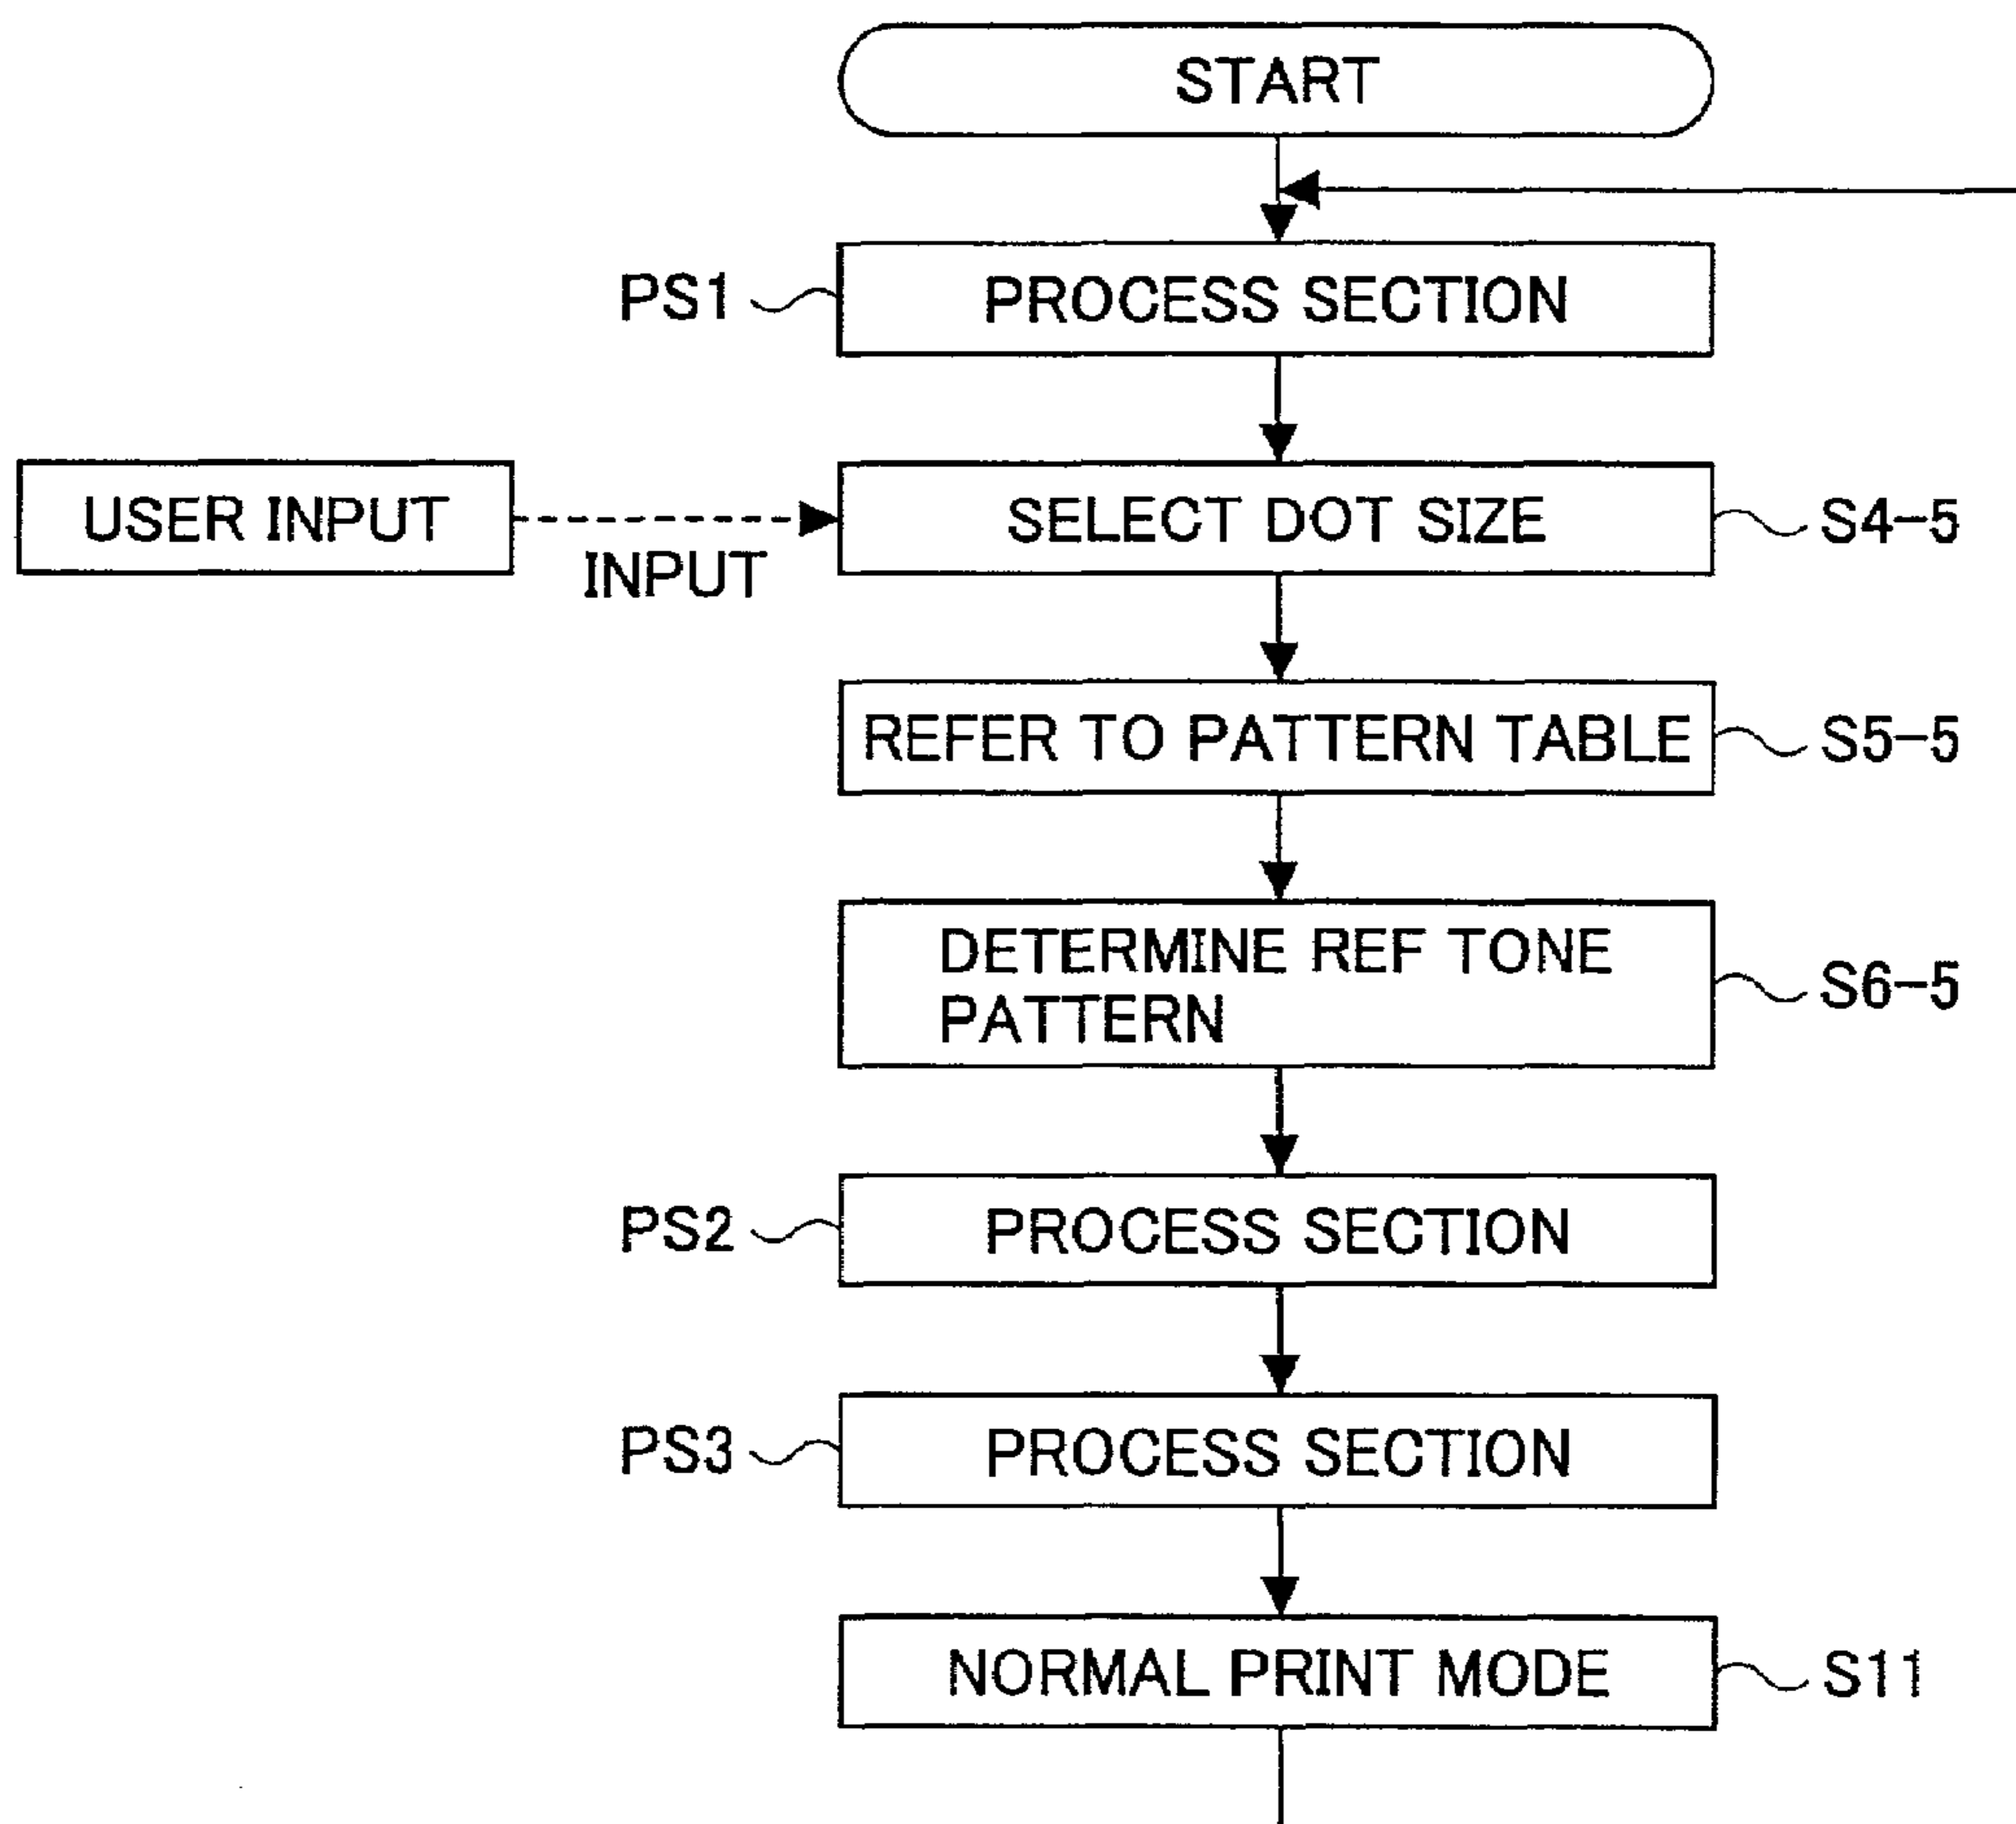 START
PS1
PROCESS SECTION
USER INPUT
INPUT
SELECT DOT SIZE
S4-5
REFER TO PATTERN TABLE
S5-5
DETERMINE REF TONE
PATTERN
S6-5
PS2
PROCESS SECTION
PS3
PROCESS SECTION
NORMAL PRINT MODE
S11